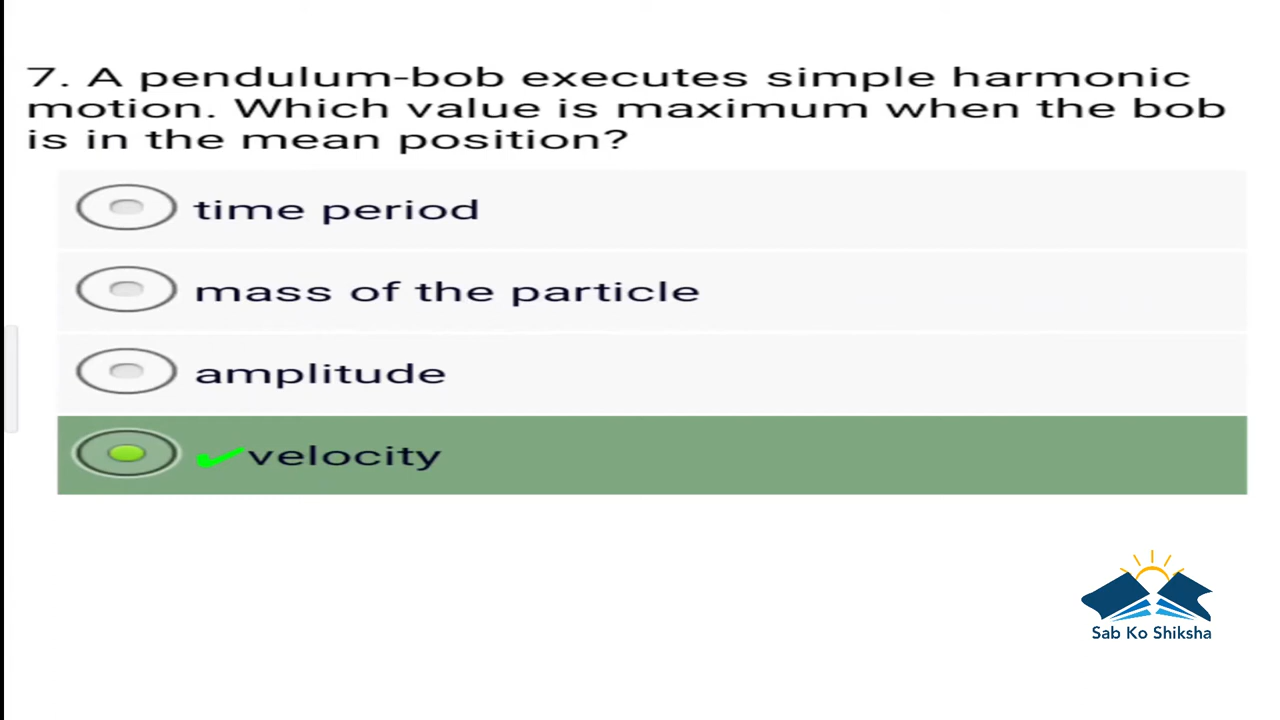 7. A pendulum-bob executes simple harmonic
motion. Which value is maximum when the bob
is in the mean position?
time period
mass of the particle
amplitude
velocity
Sab Ko Shiksha